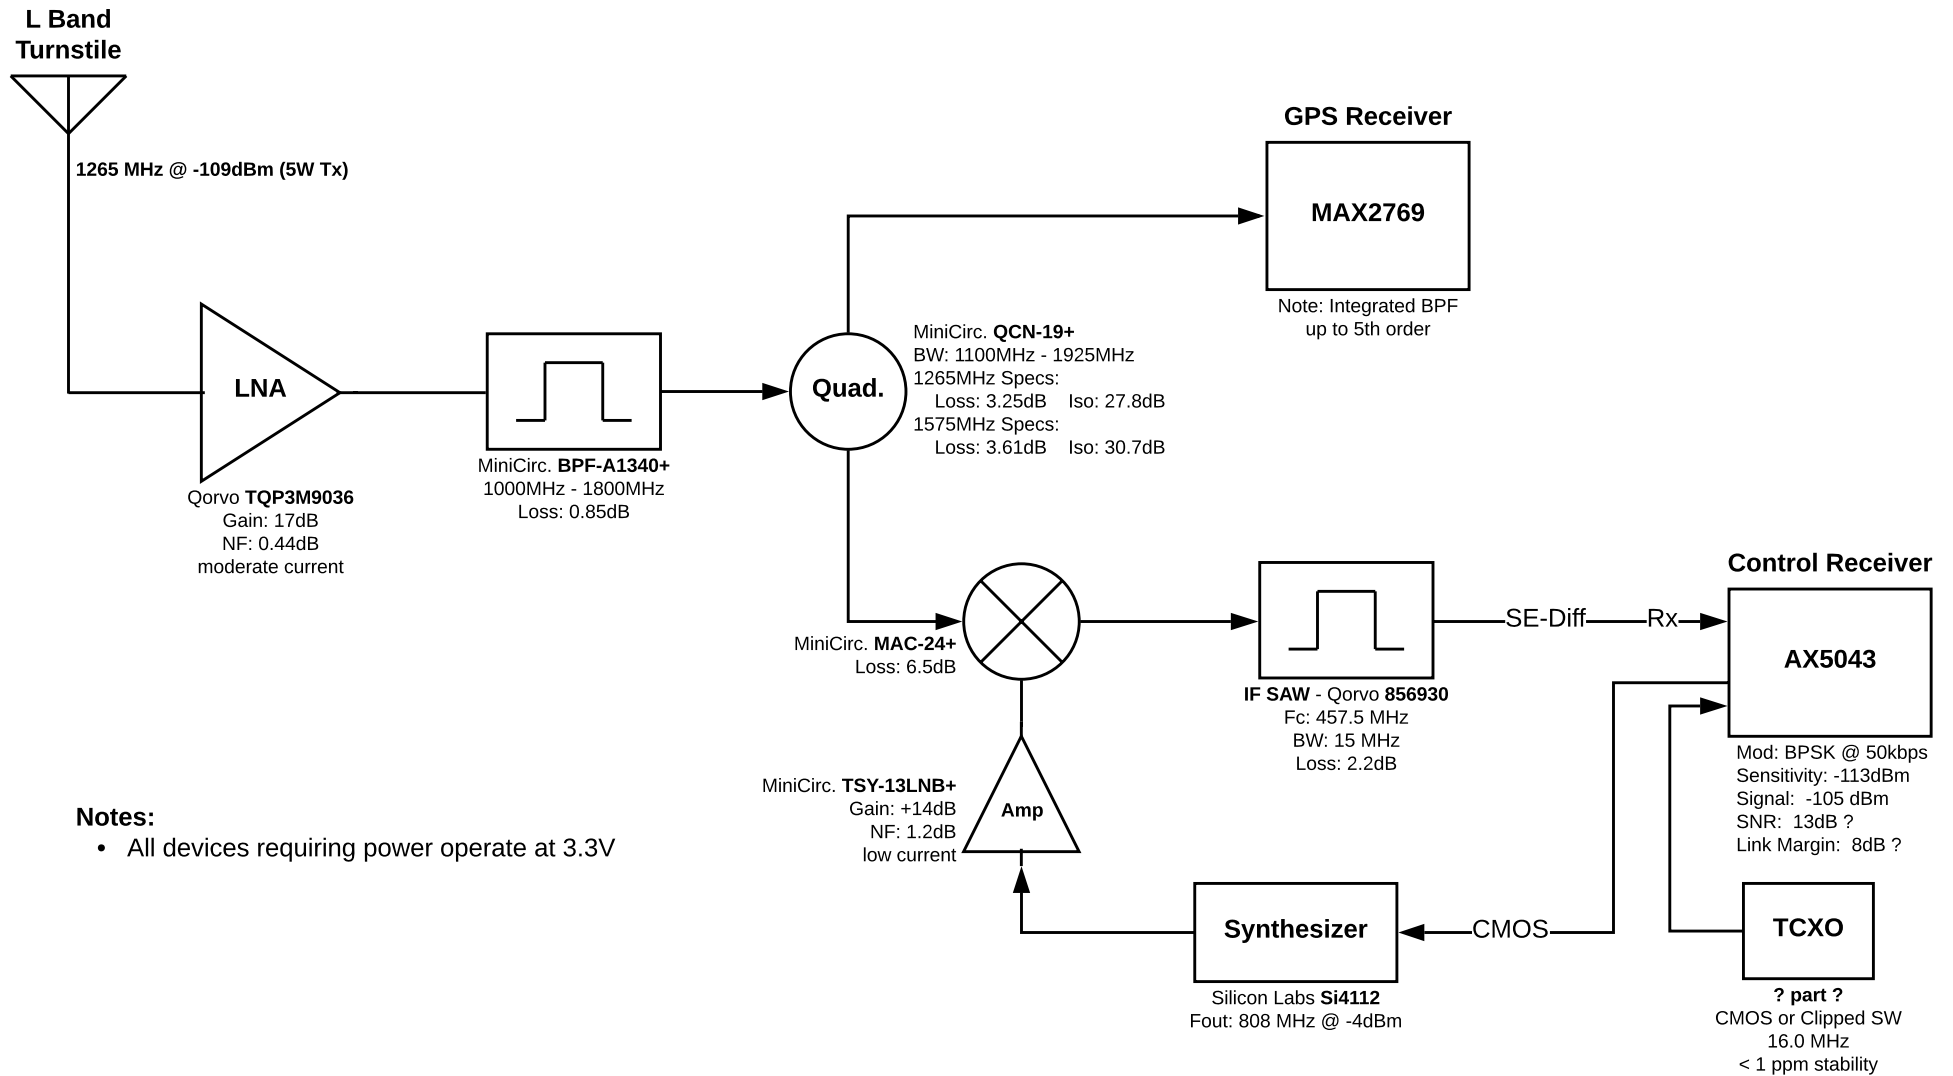 L Band
Turnstile
1265 MHz @ -109dBm (5W Tx)
GPS Receiver
MAX2769
Note: Integrated BPF
up to 5th order
LNA
Qorvo TQP3M9036
Gain: 17dB
NF: 0.44dB
moderate current
MiniCirc. BPF-A1340+
1000MHz - 1800MHz
Loss: 0.85dB
Quad.
MiniCirc. QCN-19+
BW: 1100MHz - 1925MHz
1265MHz Specs:
Loss: 3.25dB Iso: 27.8dB
1575MHz Specs:
Loss: 3.61dB Iso: 30.7dB
MiniCirc. MAC-24+
Loss: 6.5dB
IF SAW - Qorvo 856930
Fc: 457.5 MHz
BW: 15 MHz
Loss: 2.2dB
SE-Diff
Rx
Control Receiver
AX5043
Mod: BPSK @ 50kbps
Sensitivity: -113dBm
Signal: -105 dBm
SNR: 13dB ?
Link Margin: 8dB ?
MiniCirc. TSY-13LNB+
Gain: +14dB
NF: 1.2dB
low current
Amp
Notes:
• All devices requiring power operate at 3.3V
Synthesizer
Silicon Labs Si4112
Fout: 808 MHz @ -4dBm
CMOS
TCXO
? part ?
CMOS or Clipped SW
16.0 MHz
< 1 ppm stability